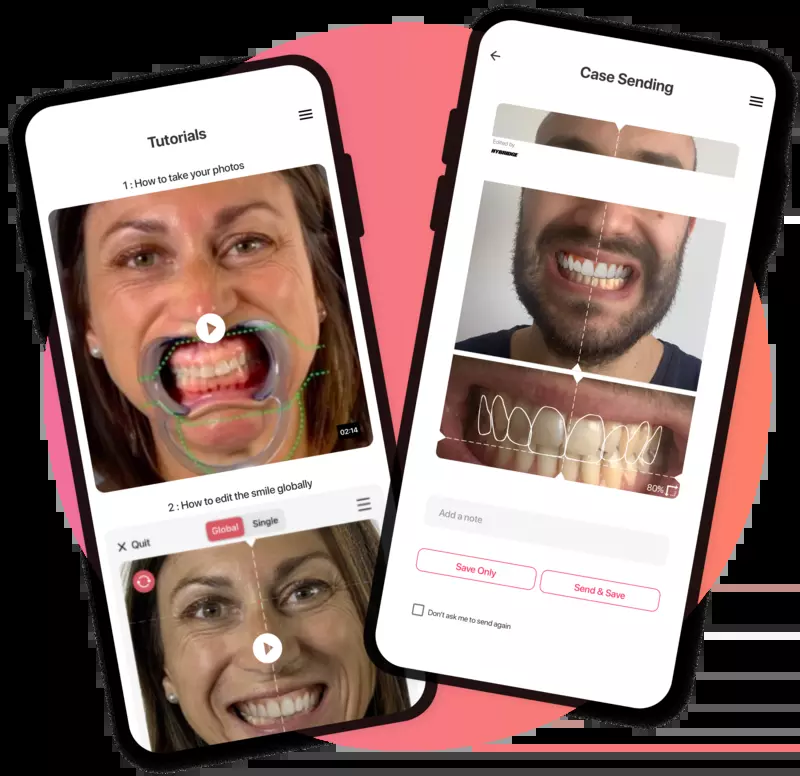 Tutorials
1 : How to take your photos
02:14
2 : How to edit the smile globally
Quit
Global
Single
Case Sending
Edited by
HYBRIDGE
80%
Add a note
Save Only
Send & Save
Don't ask me to send again